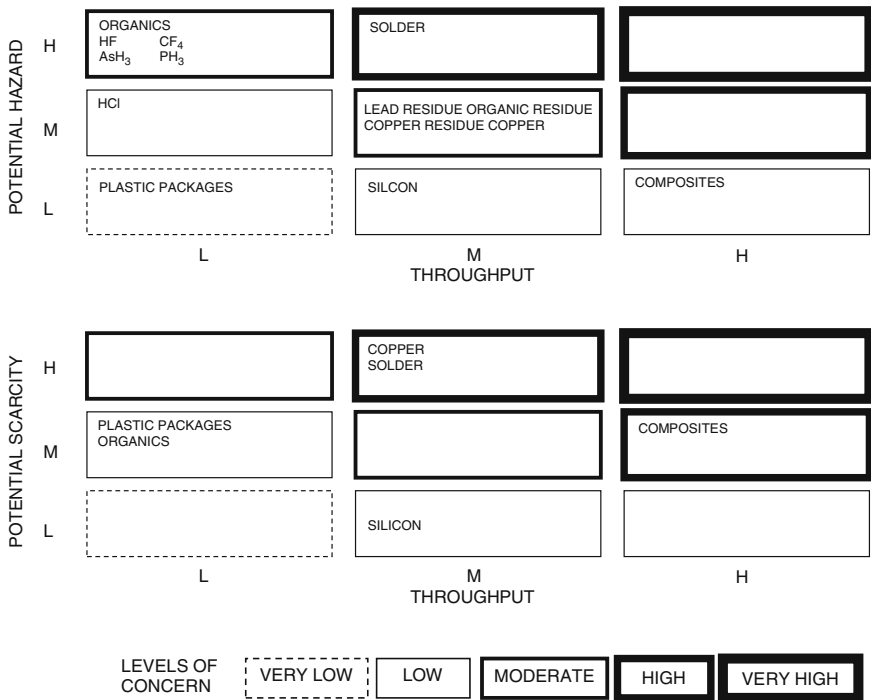 POTENTIAL HAZARD
H
ORGANICS
HF CF₄
AsH₃ PH₃
SOLDER
M
HCl
LEAD RESIDUE ORGANIC RESIDUE
COPPER RESIDUE COPPER
L
PLASTIC PACKAGES
SILCON
COMPOSITES
L
M
H
THROUGHPUT
POTENTIAL SCARCITY
H
COPPER
SOLDER
M
PLASTIC PACKAGES
ORGANICS
COMPOSITES
L
SILICON
L
M
H
THROUGHPUT
LEVELS OF
CONCERN
VERY LOW
LOW
MODERATE
HIGH
VERY HIGH